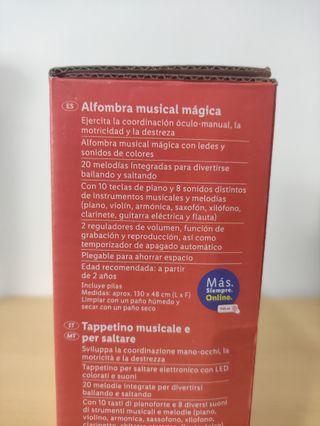 ES Alfombra musical mágica
Ejercita la coordinación óculo-manual, la
motricidad y la destreza
Alfombra musical mágica con ledes y
sonidos de colores
20 melodías integradas para divertirse
bailando y saltando
Con 10 teclas de piano y 8 sonidos distintos
de instrumentos musicales y melodías
(piano, violín, armónica, saxofón, xilófono,
clarinete, guitarra eléctrica y flauta)
2 reguladores de volumen, función de
grabación y reproducción, así como
temporizador de apagado automático
Plegable para ahorrar espacio
Edad recomendada: a partir
de 2 años
Incluye pilas
Medidas: aprox. 130 x 48 cm (L x F)
Limpiar con un paño húmedo y
secar con un paño seco
Más.
Siempre.
Online.
IT Tappetino musicale e
MT per saltare
Sviluppa la coordinazione mano-occhi, la
motricità e la destrezza
Tappetino per saltare elettronico con LED
colorati e suoni
20 melodie integrate per divertirsi
ballando e saltando
Con 10 tasti di pianoforte e 8 diversi suoni
di strumenti musicali e melodie (piano,
violino, armonica, sassofono, xilofono,